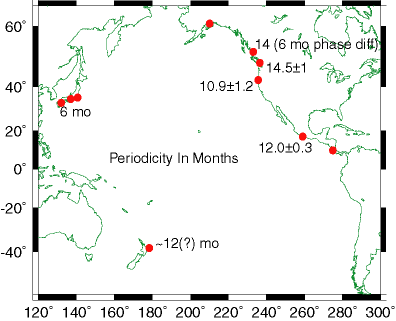 60°
40°
20°
0°
-20°
-40°
14 (6 mo phase diff)
14.5±1
10.9±1.2
6 mo
12.0±0.3
Periodicity In Months
~12(?) mo
120° 140° 160° 180° 200° 220° 240° 260° 280° 300°